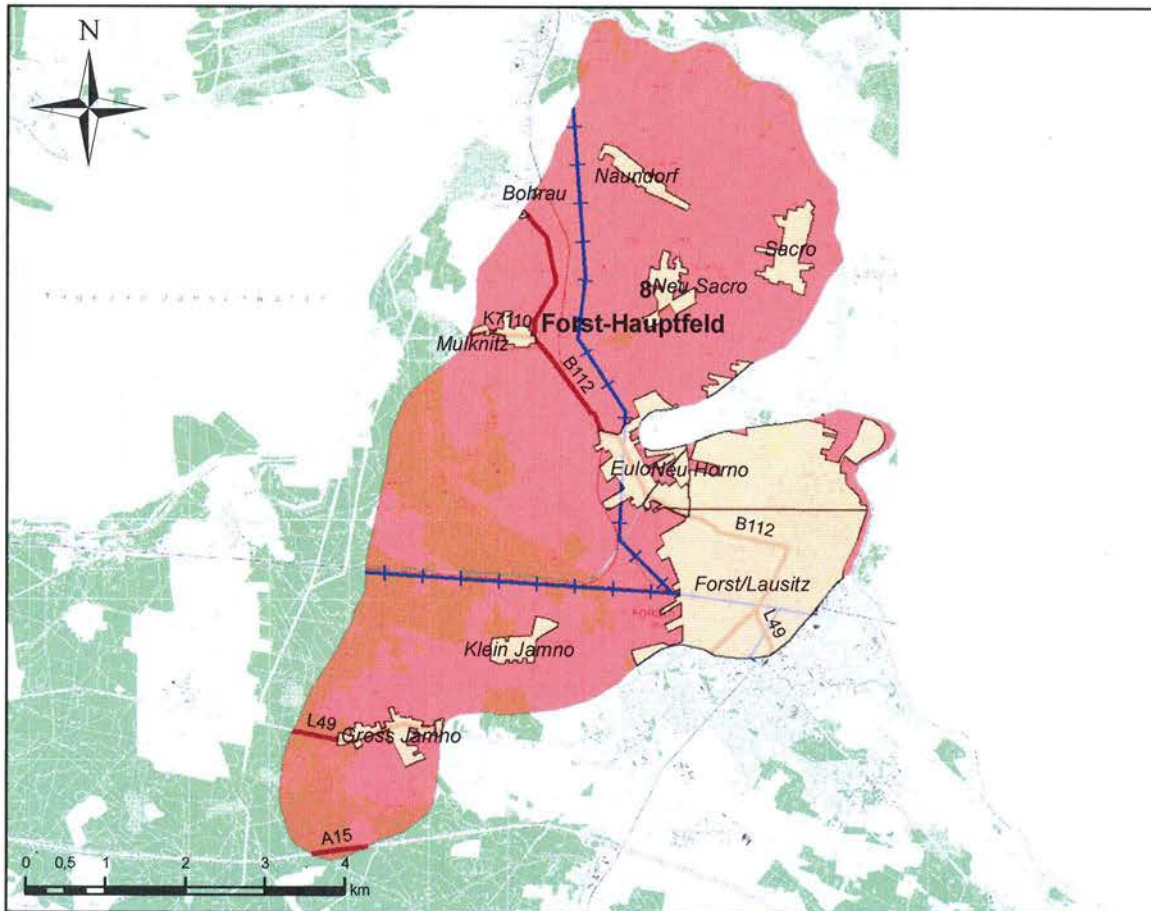 N
Naundorf
Bohrau
Sacro
8
Neu Sacro
K7110
Forst-Hauptfeld
Mulknitz
B112
Eulo
Neu Horno
B112
Forst/Lausitz
L49
Klein Jamno
L49
Gross Jamno
A15
0 0,5 1 2 3 4
km